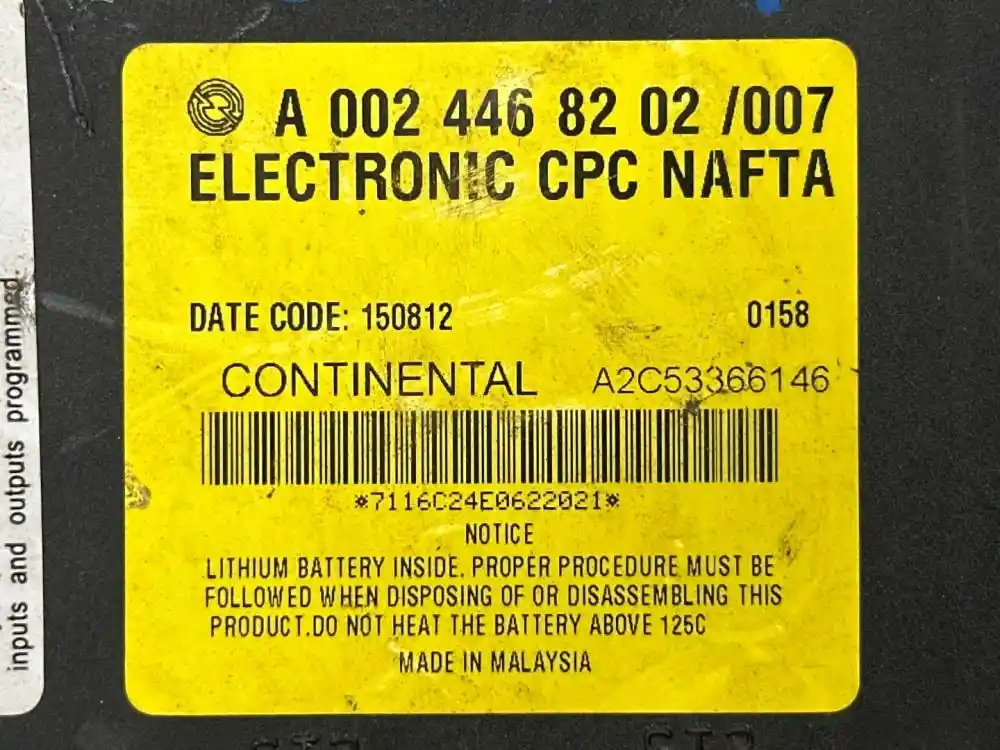 A 002 446 82 02 /007
ELECTRONIC CPC NAFTA
DATE CODE: 150812 0158
CONTINENTAL A2C53366146
*7116C24E0622021*
NOTICE
LITHIUM BATTERY INSIDE, PROPER PROCEDURE MUST BE
FOLLOWED WHEN DISPOSING OF OR DISASSEMBLING THIS
PRODUCT.DO NOT HEAT THE BATTERY ABOVE 125C
MADE IN MALAYSIA
inputs and outputs programmed.